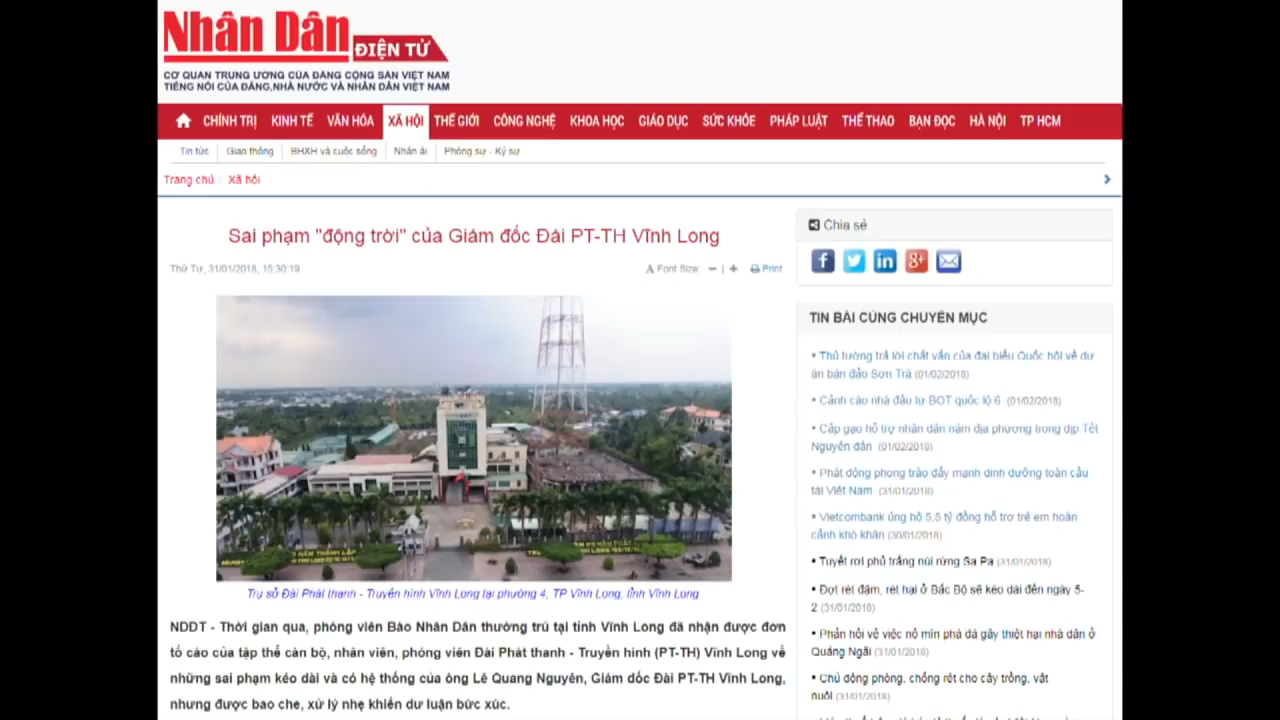 Nhân Dân
ĐIỆN TỬ
CƠ QUAN TRUNG ƯƠNG CỦA ĐẢNG CỘNG SẢN VIỆT NAM
TIẾNG NÓI CỦA ĐẢNG,NHÀ NƯỚC VÀ NHÂN DÂN VIỆT NAM
CHÍNH TRỊ KINH TẾ VĂN HÓA XÃ HỘI THẾ GIỚI CÔNG NGHỆ KHOA HỌC GIÁO DỤC SỨC KHỎE PHÁP LUẬT THỂ THAO BẠN ĐỌC HÀ NỘI TP HCM
Tin tức Giao thông BHXH và cuộc sống Nhân ái Phóng sự - Ký sự
Trang chủ / Xã hội
Sai phạm "động trời" của Giám đốc Đài PT-TH Vĩnh Long
Thứ Tư, 31/01/2018, 15:30:19
A Font Size: - | + Print
Trụ sở Đài Phát thanh - Truyền hình Vĩnh Long tại phường 4, TP Vĩnh Long, tỉnh Vĩnh Long.
NDĐT - Thời gian qua, phóng viên Báo Nhân Dân thường trú tại tỉnh Vĩnh Long đã nhận được đơn
tố cáo của tập thể cán bộ, nhân viên, phóng viên Đài Phát thanh - Truyền hình (PT-TH) Vĩnh Long về
những sai phạm kéo dài và có hệ thống của ông Lê Quang Nguyên, Giám đốc Đài PT-TH Vĩnh Long,
nhưng được bao che, xử lý nhẹ khiến dư luận bức xúc.
Chia sẻ
TIN BÀI CÙNG CHUYÊN MỤC
• Thủ tướng trả lời chất vấn của đại biểu Quốc hội về dự
án bán đảo Sơn Trà (01/02/2018)
• Cảnh cáo nhà đầu tư BOT quốc lộ 6 (01/02/2018)
• Cấp gạo hỗ trợ nhân dân năm địa phương trong dịp Tết
Nguyên đán (01/02/2018)
• Phát động phong trào đẩy mạnh dinh dưỡng toàn cầu
tại Việt Nam (31/01/2018)
• Vietcombank ủng hộ 5,5 tỷ đồng hỗ trợ trẻ em hoàn
cảnh khó khăn (30/01/2018)
• Tuyết rơi phủ trắng núi rừng Sa Pa (31/01/2018)
• Đợt rét đậm, rét hại ở Bắc Bộ sẽ kéo dài đến ngày 5-
2 (31/01/2018)
• Phản hồi về việc nổ mìn phá đá gây thiệt hại nhà dân ở
Quảng Ngãi (31/01/2018)
• Chủ động phòng, chống rét cho cây trồng, vật
nuôi (31/01/2018)